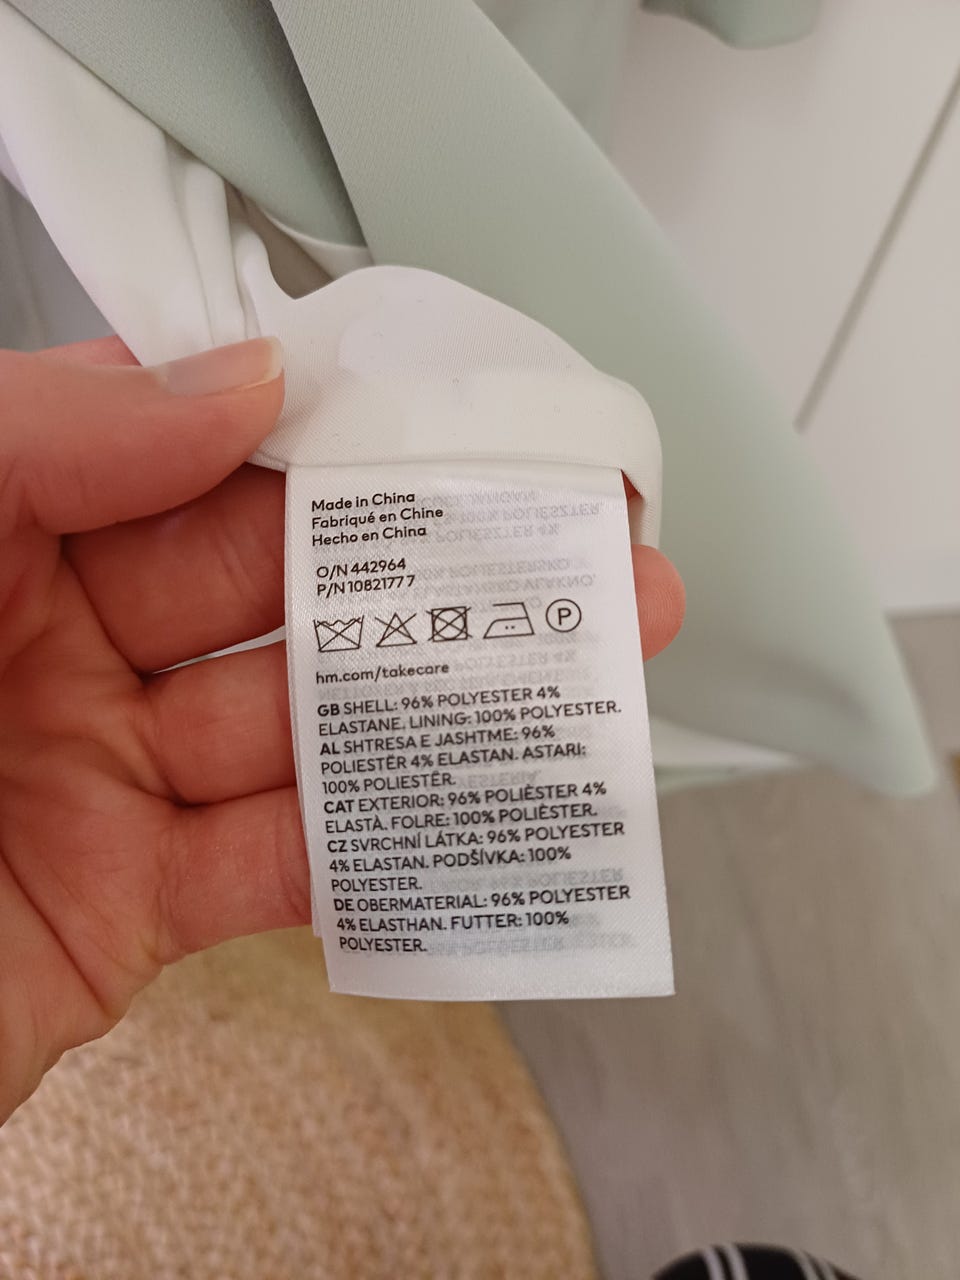 Made in China
Fabriqué en Chine
Hecho en China
O/N 442964
P/N 10821777
P
hm.com/takecare
GB SHELL: 96% POLYESTER 4%
ELASTANE. LINING: 100% POLYESTER.
AL SHTRESA E JASHTME: 96%
POLIESTËR 4% ELASTAN. ASTARI:
100% POLIESTËR.
CAT EXTERIOR: 96% POLIÈSTER 4%
ELASTÀ. FOLRE: 100% POLIÈSTER.
CZ SVRCHNÍ LÁTKA: 96% POLYESTER
4% ELASTAN. PODŠÍVKA: 100%
POLYESTER.
DE OBERMATERIAL: 96% POLYESTER
4% ELASTHAN. FUTTER: 100%
POLYESTER.